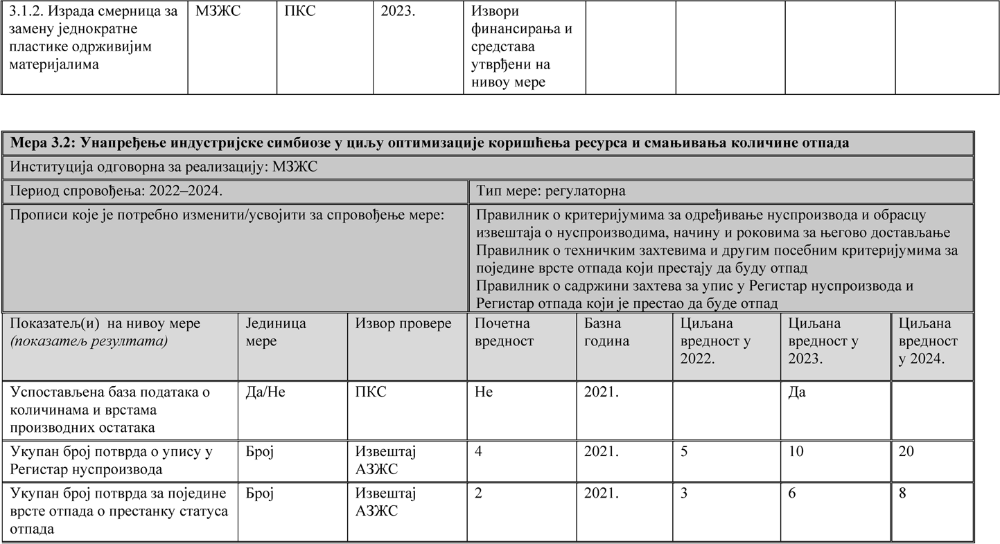 3.1.2. Израда смерница за замену једнократне пластике одрживијим материјалима
МЗЖС
ПКС
2023.
Извори финансирања и средстава утврђени на нивоу мере
Мера 3.2: Унапређење индустријске симбиозе у циљу оптимизације коришћења ресурса и смањивања количине отпада
Институција одговорна за реализацију: МЗЖС
Период спровођења: 2022–2024.
Тип мере: регулаторна
Прописи које је потребно изменити/усвојити за спровођење мере:
Правилник о критеријумима за одређивање нуспроизвода и обрасцу
извештаја о нуспроизводима, начину и роковима за његово достављање
Правилник о техничким захтевима и другим посебним критеријумима за
поједине врсте отпада који престају да буду отпад
Правилник о садржини захтева за упис у Регистар нуспроизвода и
Регистар отпада који је престао да буде отпад
Показатељ(и) на нивоу мере
(показатељ резултата)
Јединица
мере
Извор провере
Почетна
вредност
Базна
година
Циљана
вредност у
2022.
Циљана
вредност у
2023.
Циљана
вредност
у 2024.
Успостављена база података о
количинама и врстама
производних остатака
Да/Не
ПКС
Не
2021.
Да
Укупан број потврда о упису у
Регистар нуспроизвода
Број
Извештај
АЗЖС
4
2021.
5
10
20
Укупан број потврда за поједине
врсте отпада о престанку статуса
отпада
Број
Извештај
АЗЖС
2
2021.
3
6
8